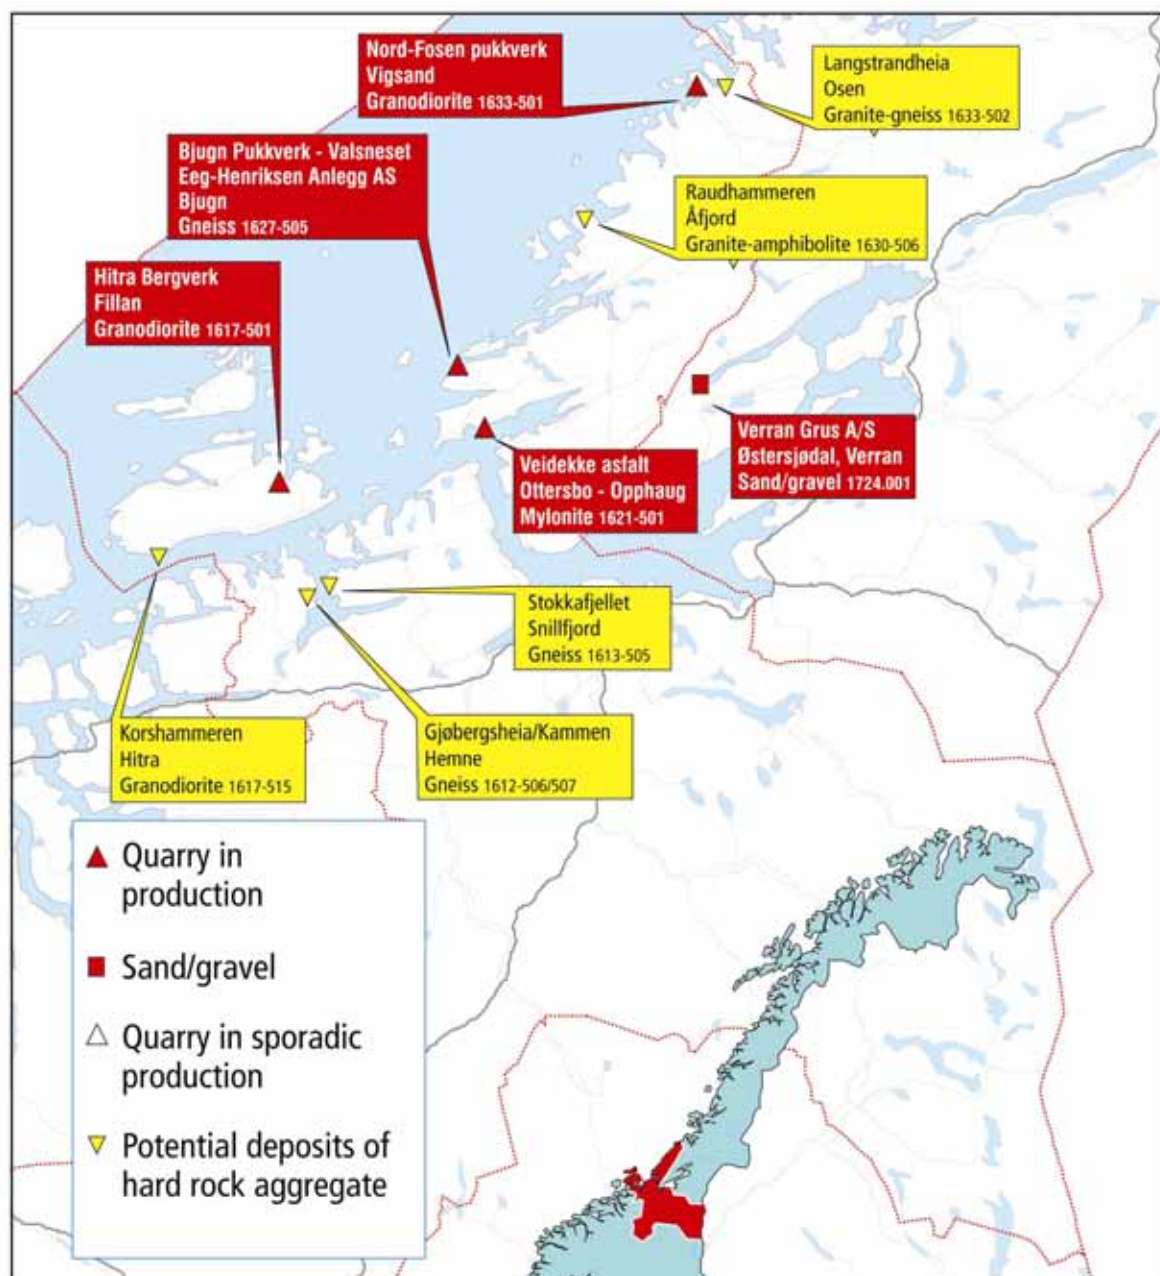 Nord-Fosen pukkverk
Vigsand
Granodiorite 1633-501
Langstrandheia
Osen
Granite-gneiss 1633-502
Bjugn Pukkverk - Valsneset
Eeg-Henriksen Anlegg AS
Bjugn
Gneiss 1627-505
Raudhammeren
Åfjord
Granite-amphibolite 1630-506
Hitra Bergverk
Fillan
Granodiorite 1617-501
Verran Grus A/S
Østersjødal, Verran
Sand/gravel 1724.001
Veidekke asfalt
Ottersbo - Opphaug
Mylonite 1621-501
Stokkafjellet
Snillfjord
Gneiss 1613-505
Korshammeren
Hitra
Granodiorite 1617-515
Gjøbergsheia/Kammen
Hemne
Gneiss 1612-506/507
Quarry in
production
Sand/gravel
Quarry in sporadic
production
Potential deposits of
hard rock aggregate